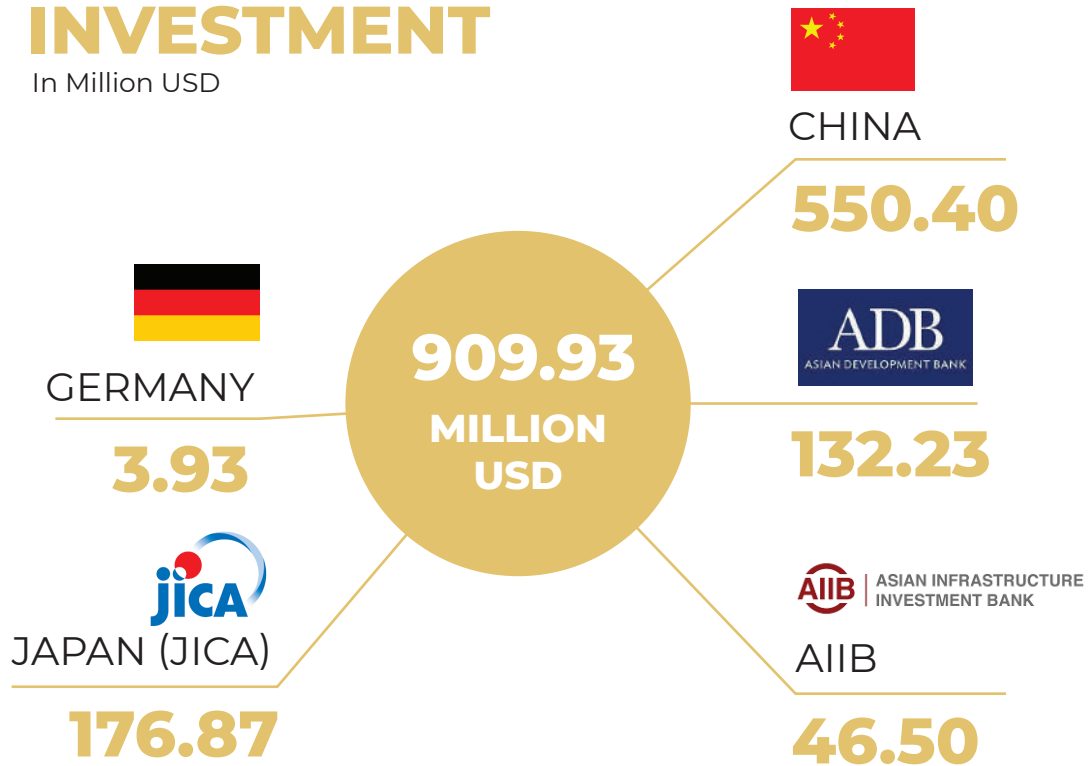 INVESTMENT
In Million USD
CHINA
550.40
ADB
ASIAN DEVELOPMENT BANK
132.23
909.93
MILLION
USD
GERMANY
3.93
jica
JAPAN (JICA)
176.87
AIIB
ASIAN INFRASTRUCTURE
INVESTMENT BANK
AIIB
46.50